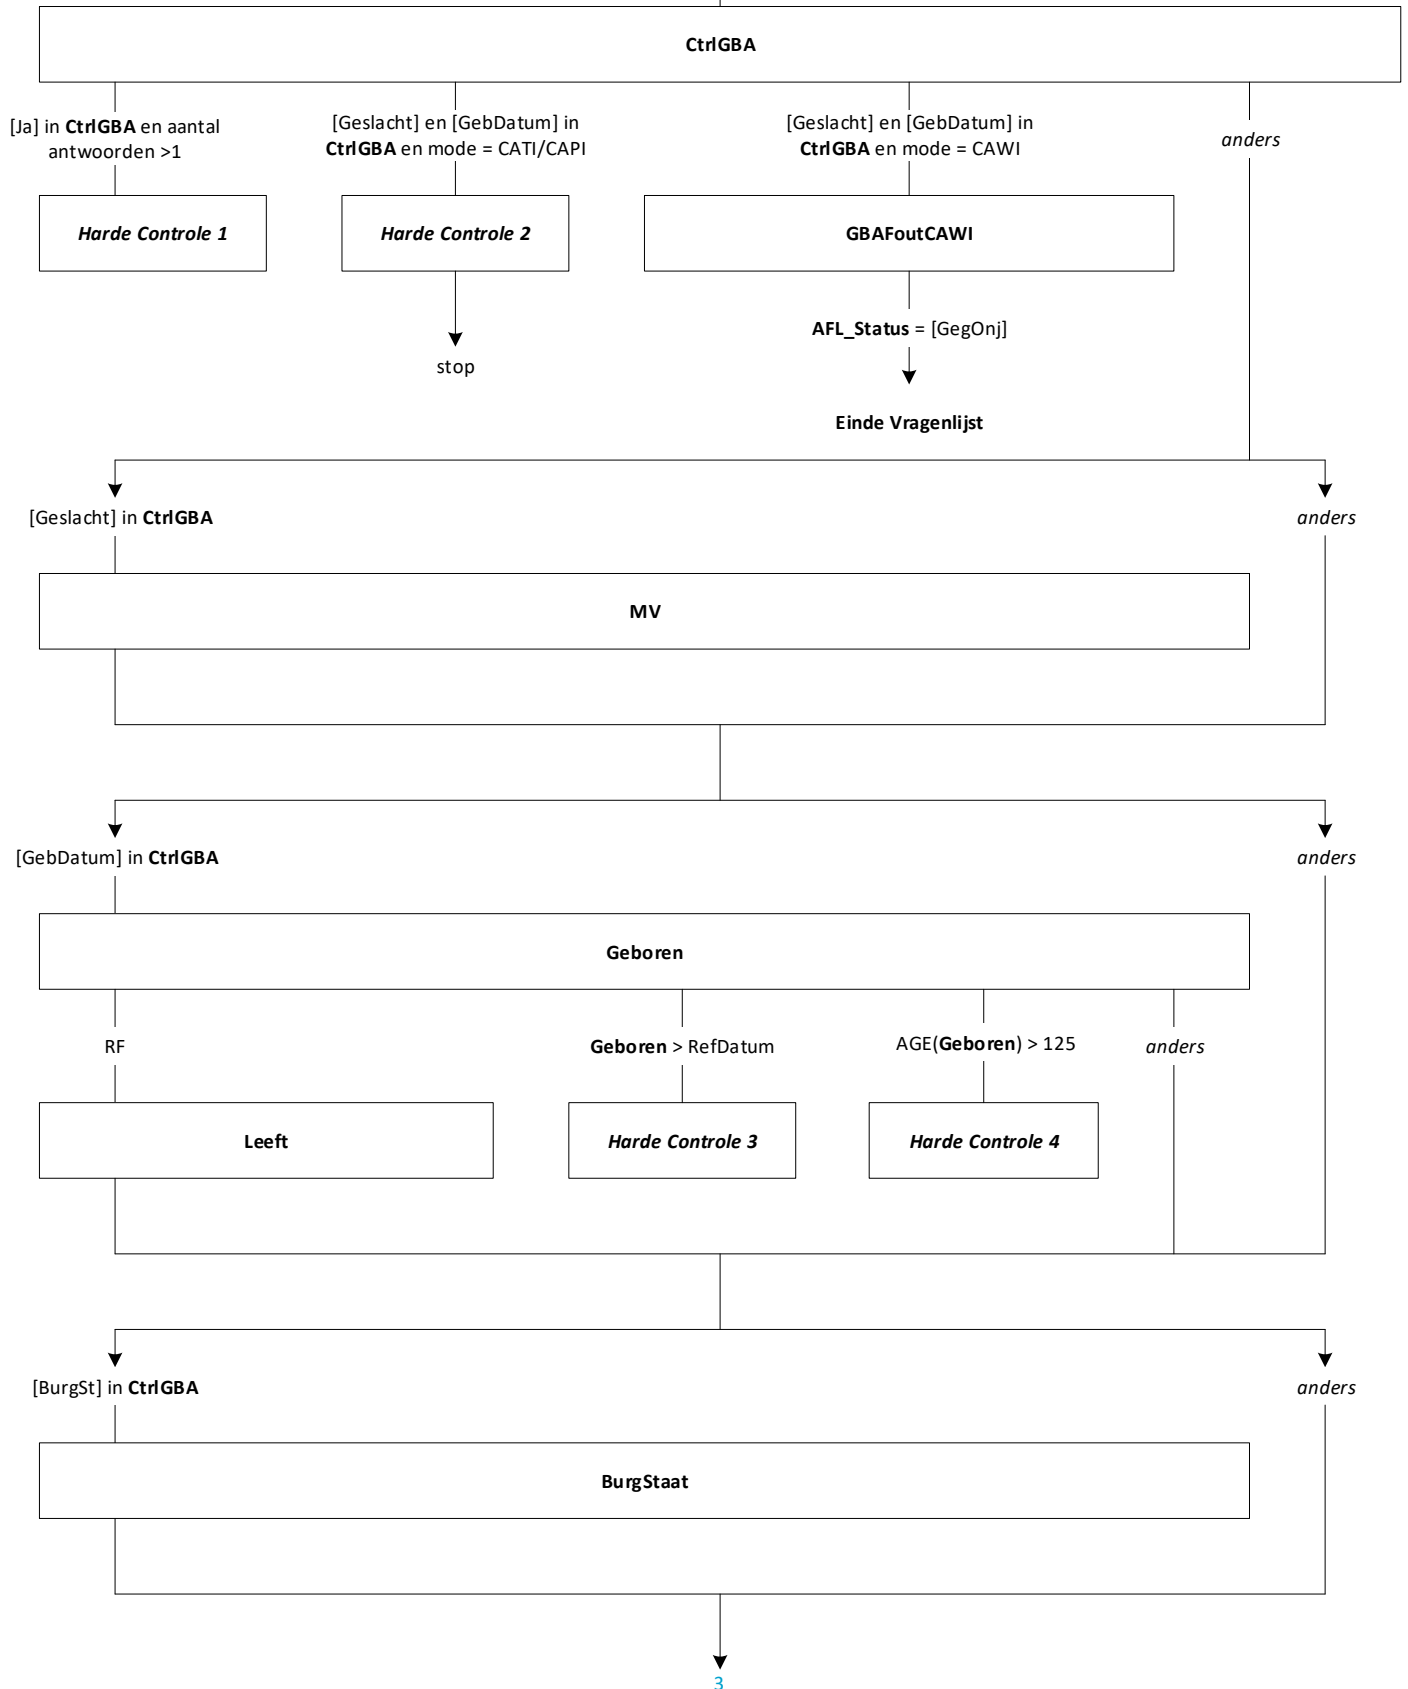 CtrlGBA
[Ja] in CtrlGBA en aantal
antwoorden >1
[Geslacht] en [GebDatum] in
CtrlGBA en mode = CATI/CAPI
[Geslacht] en [GebDatum] in
CtrlGBA en mode = CAWI
anders
Harde Controle 1
Harde Controle 2
GBAFoutCAWI
stop
AFL_Status = [GegOnj]
Einde Vragenlijst
[Geslacht] in CtrlGBA
anders
MV
[GebDatum] in CtrlGBA
anders
Geboren
RF
Geboren > RefDatum
AGE(Geboren) > 125
anders
Leeft
Harde Controle 3
Harde Controle 4
[BurgSt] in CtrlGBA
anders
BurgStaat
3